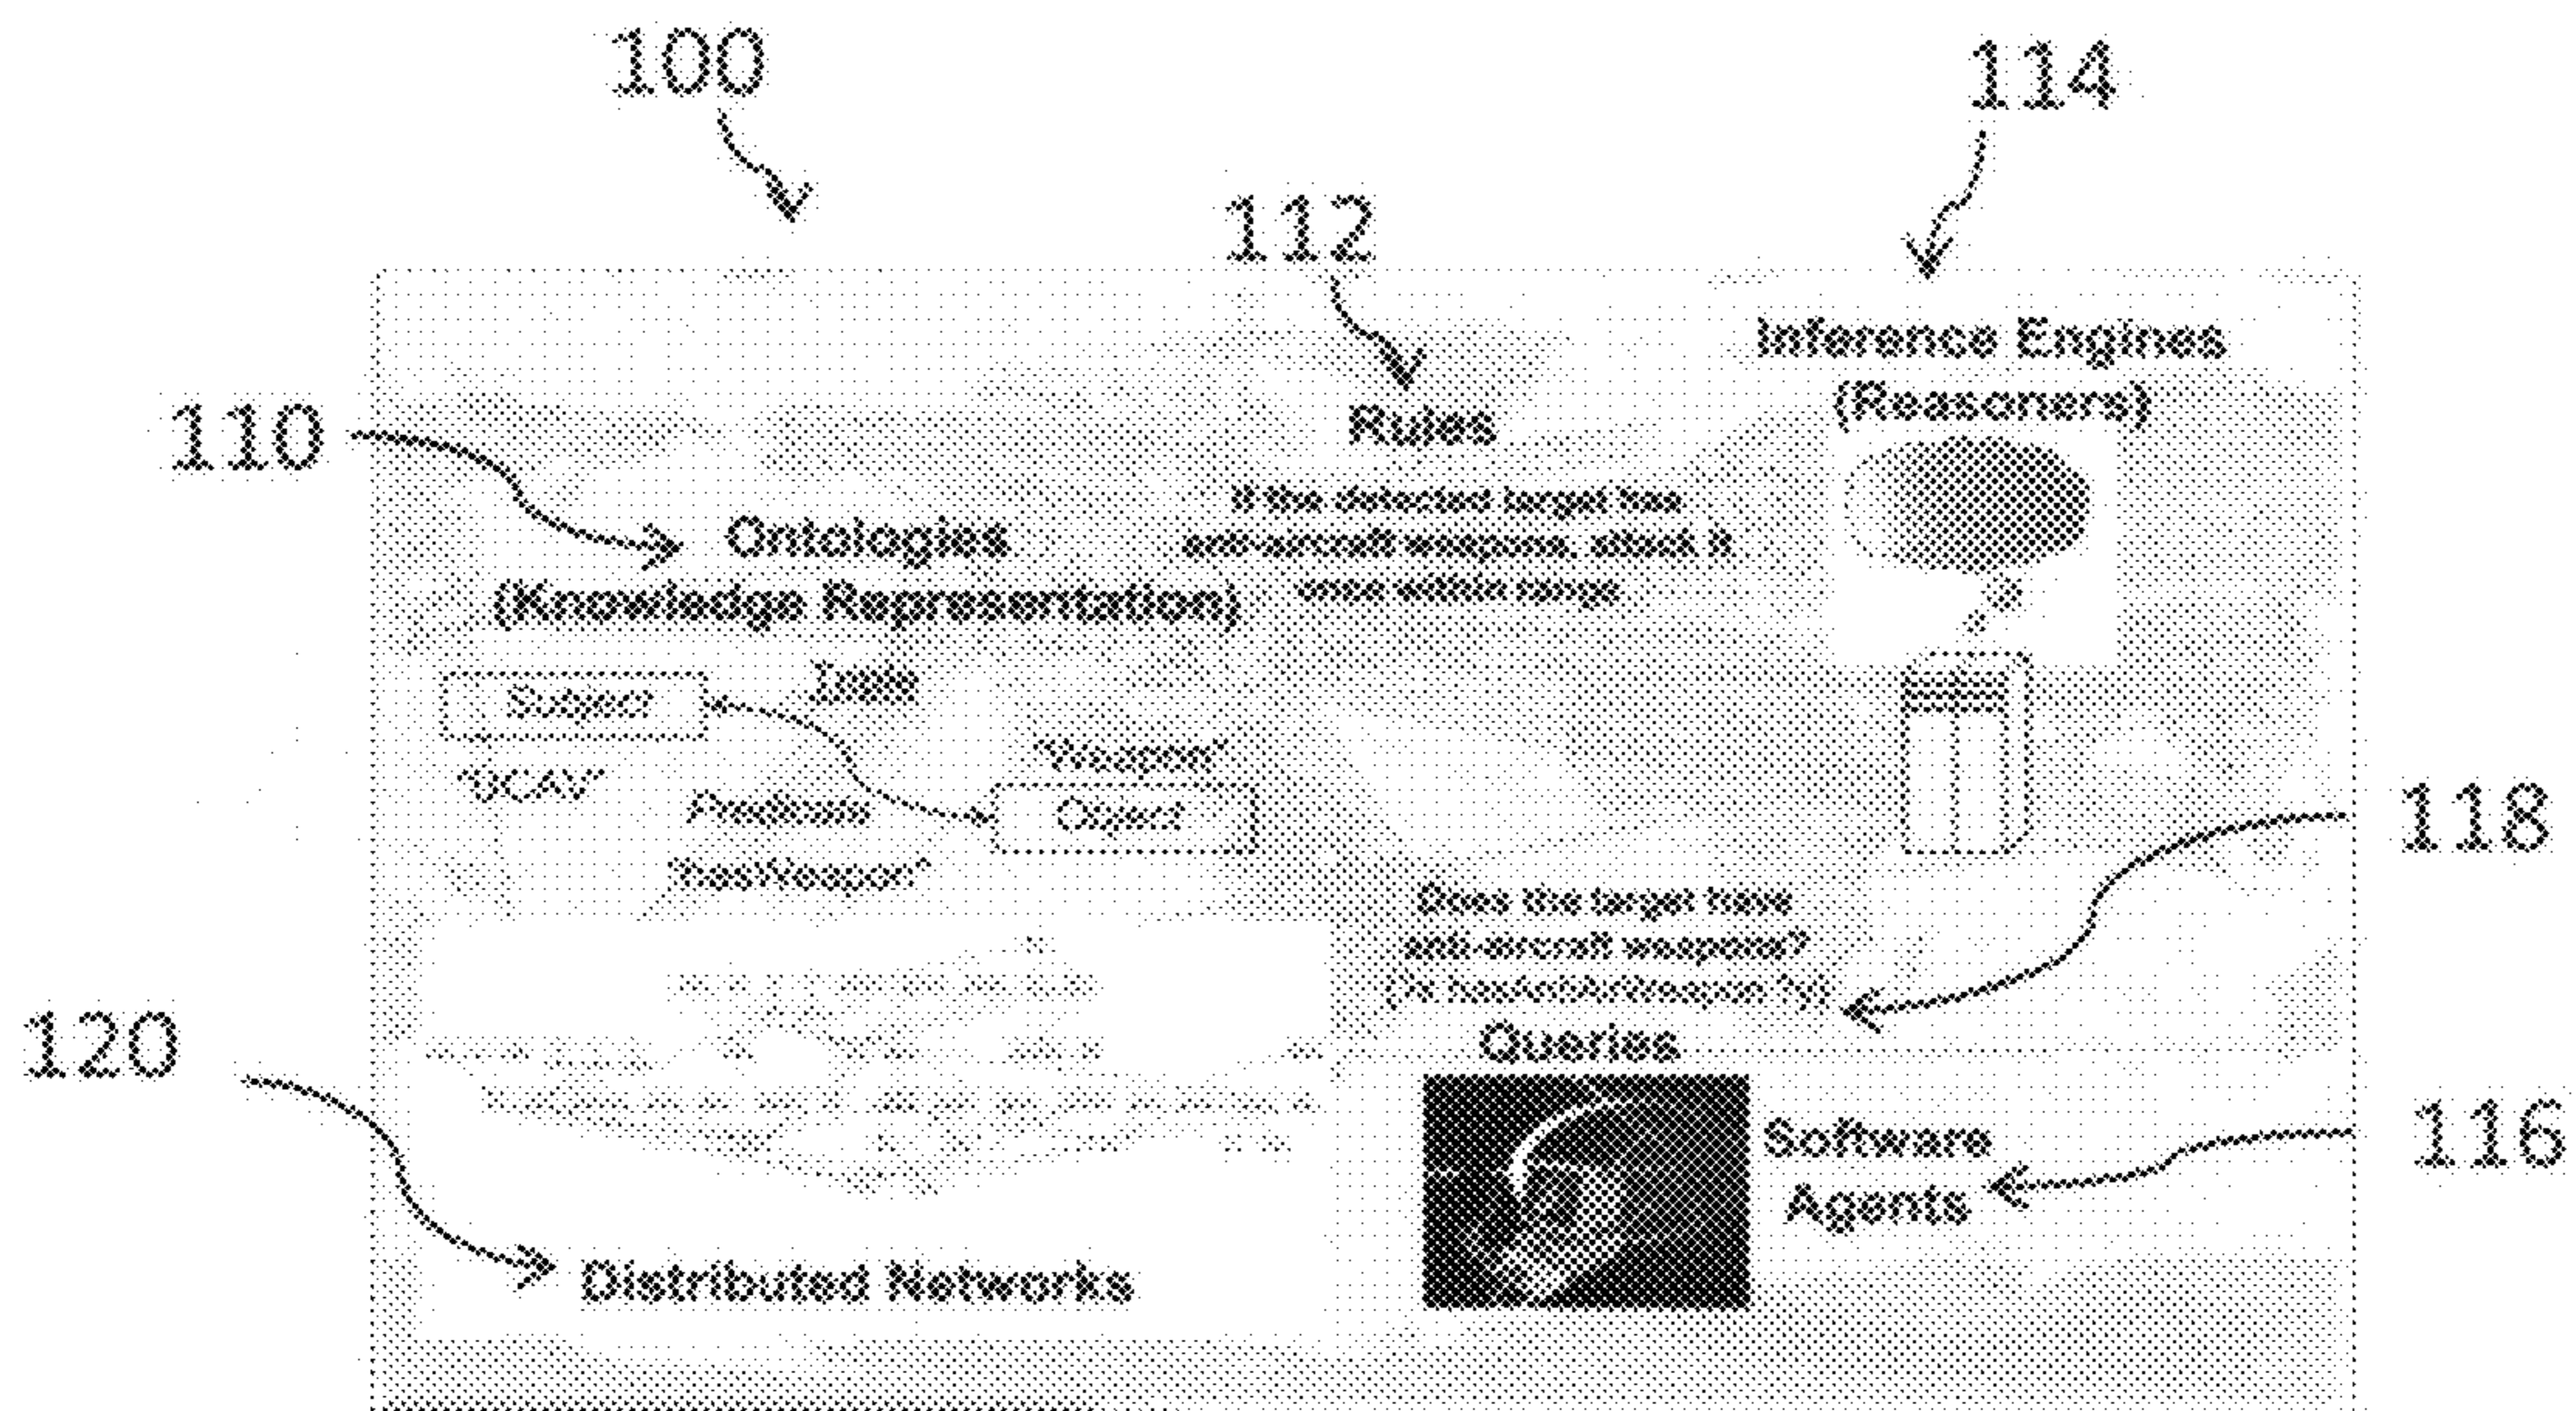 100
114
112
Inference Engines
(Reasoners)
110
Rules
If the detected target has
anti-aircraft weapons, attack it
once within range
Ontologies
(Knowledge Representation)
Triple
Subject
"Weapon"
"UCAV"
Predicate
Object
"hasWeapon"
118
Does the target have
anti-aircraft weapons?
Queries
120
116
Software
Agents
Distributed Networks